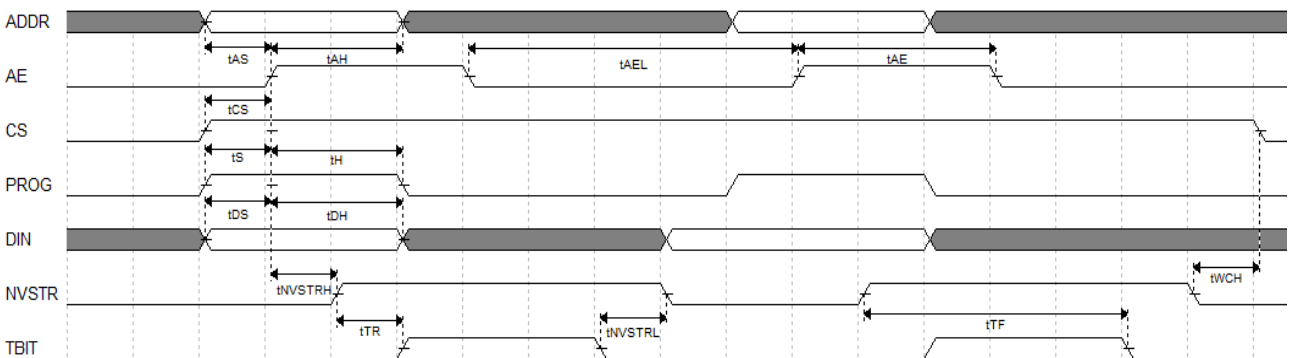 ADDR
tAS tAH tAEL tAE
AE
tCS
CS
tS tH
PROG
tDS tDH
DIN
tNVSTRH tWCH
NVSTR
tTR tNVSTRL tTF
TBIT